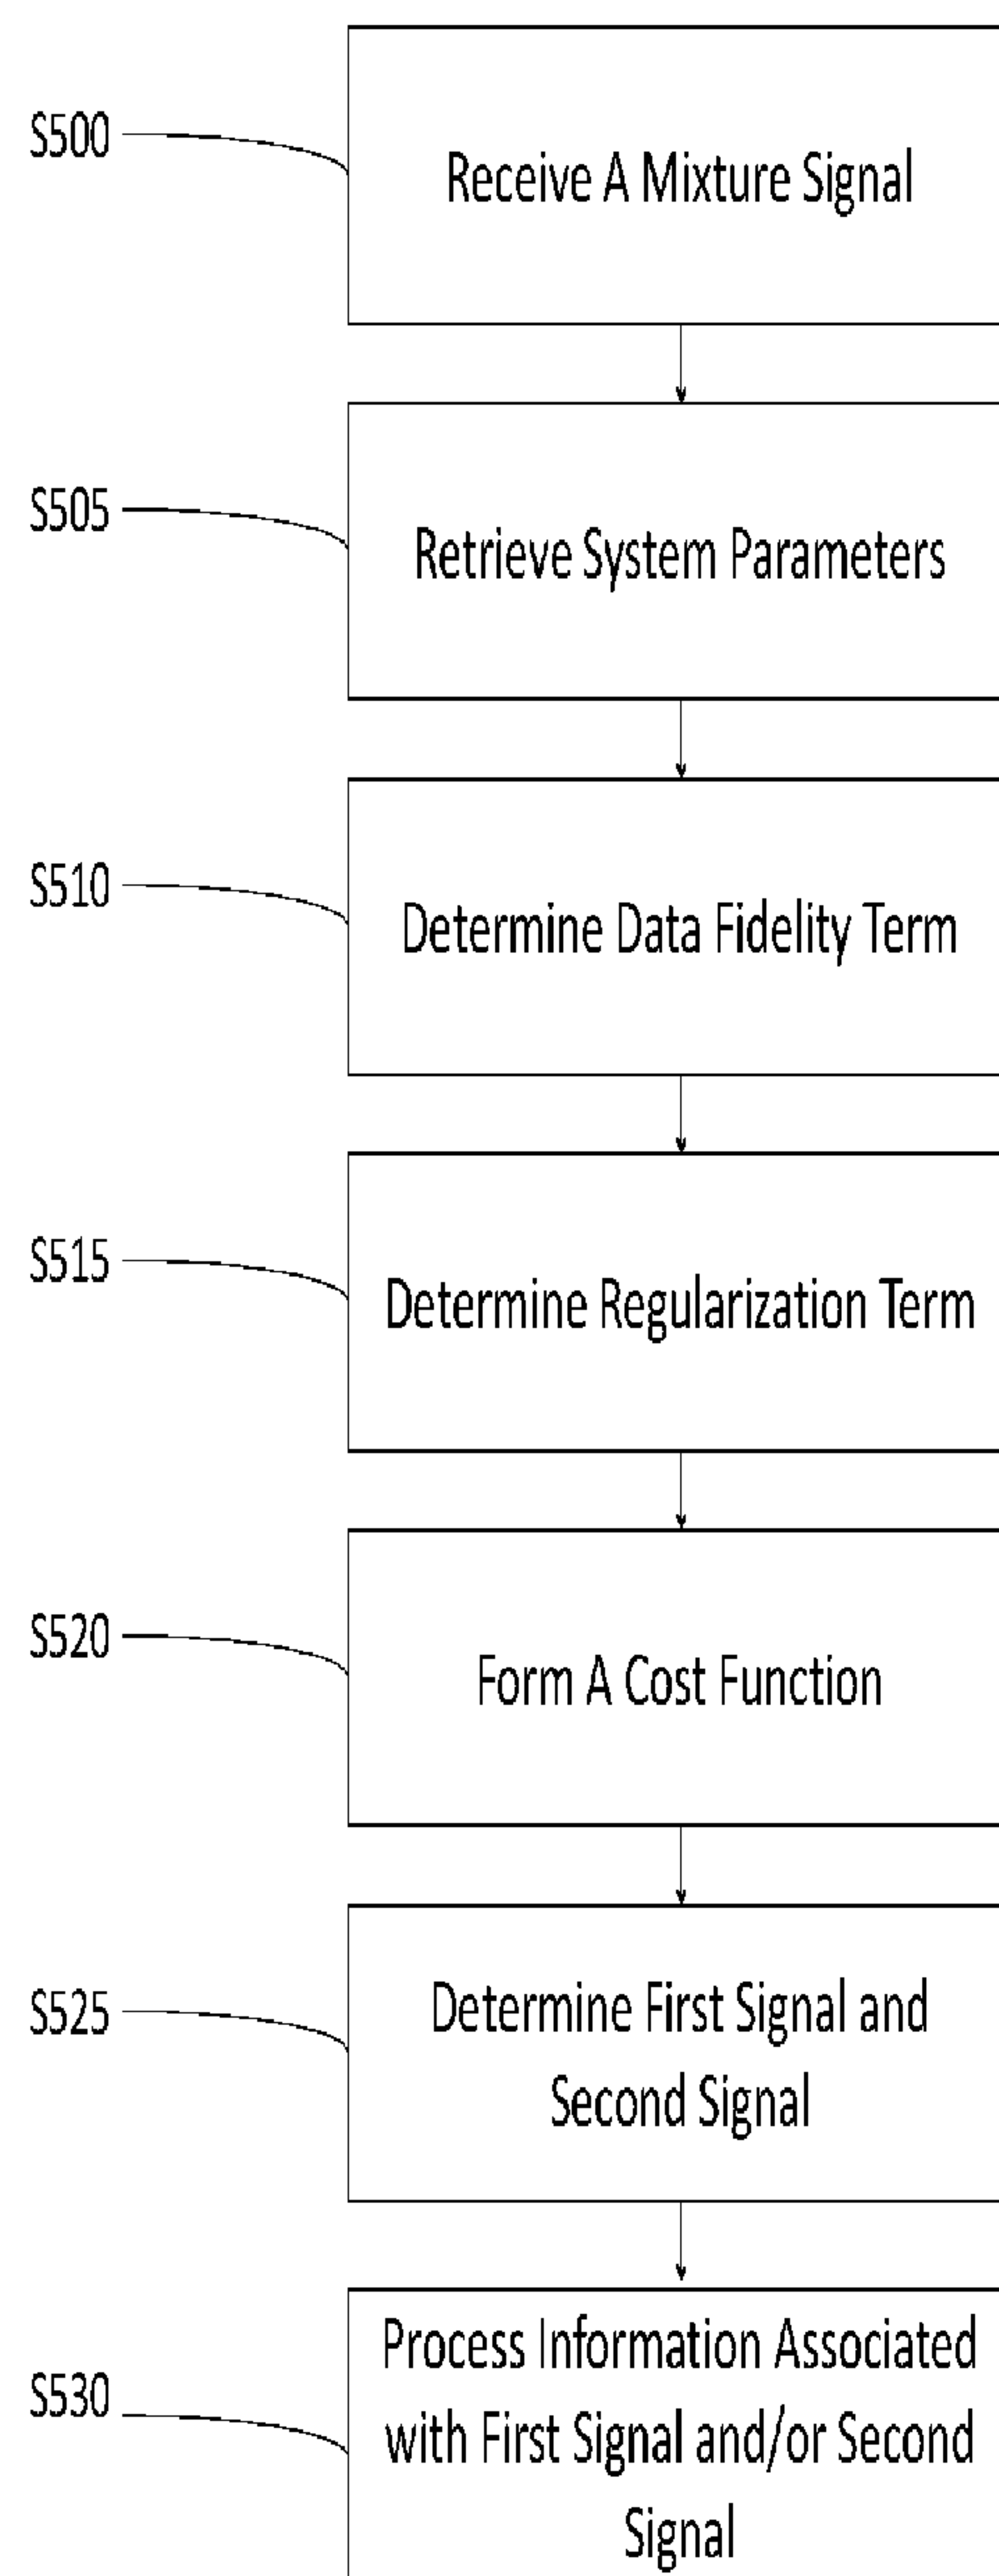 S500
Receive A Mixture Signal
S505
Retrieve System Parameters
S510
Determine Data Fidelity Term
S515
Determine Regularization Term
S520
Form A Cost Function
S525
Determine First Signal and
Second Signal
S530
Process Information Associated
with First Signal and/or Second
Signal